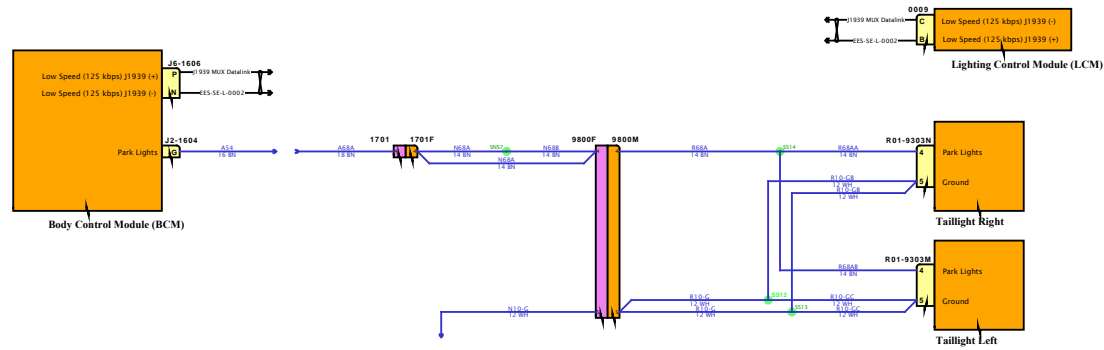 0009
J1939 MUX Datalink
C
Low Speed (125 kbps) J1939 (-)
EES-SE-L-0002
B
Low Speed (125 kbps) J1939 (+)
Lighting Control Module (LCM)
J6-1606
Low Speed (125 kbps) J1939 (+)
P
J1939 MUX Datalink
Low Speed (125 kbps) J1939 (-)
N
EES-SE-L-0002
J2-1604
Park Lights
G
A54
16 BN
Body Control Module (BCM)
A68A
18 BN
1701
1701F
N68A
14 BN
SNS7
N68B
14 BN
N68A
14 BN
9800F
9800M
R68A
14 BN
SS14
R68AA
14 BN
R01-9303N
4
Park Lights
R10-GB
12 WH
5
Ground
R10-GB
12 WH
Taillight Right
R01-9303M
R68AB
14 BN
4
Park Lights
R10-G
12 WH
SS12
R10-GC
12 WH
5
Ground
N10-G
12 WH
R10-G
12 WH
SS13
R10-GC
12 WH
Taillight Left